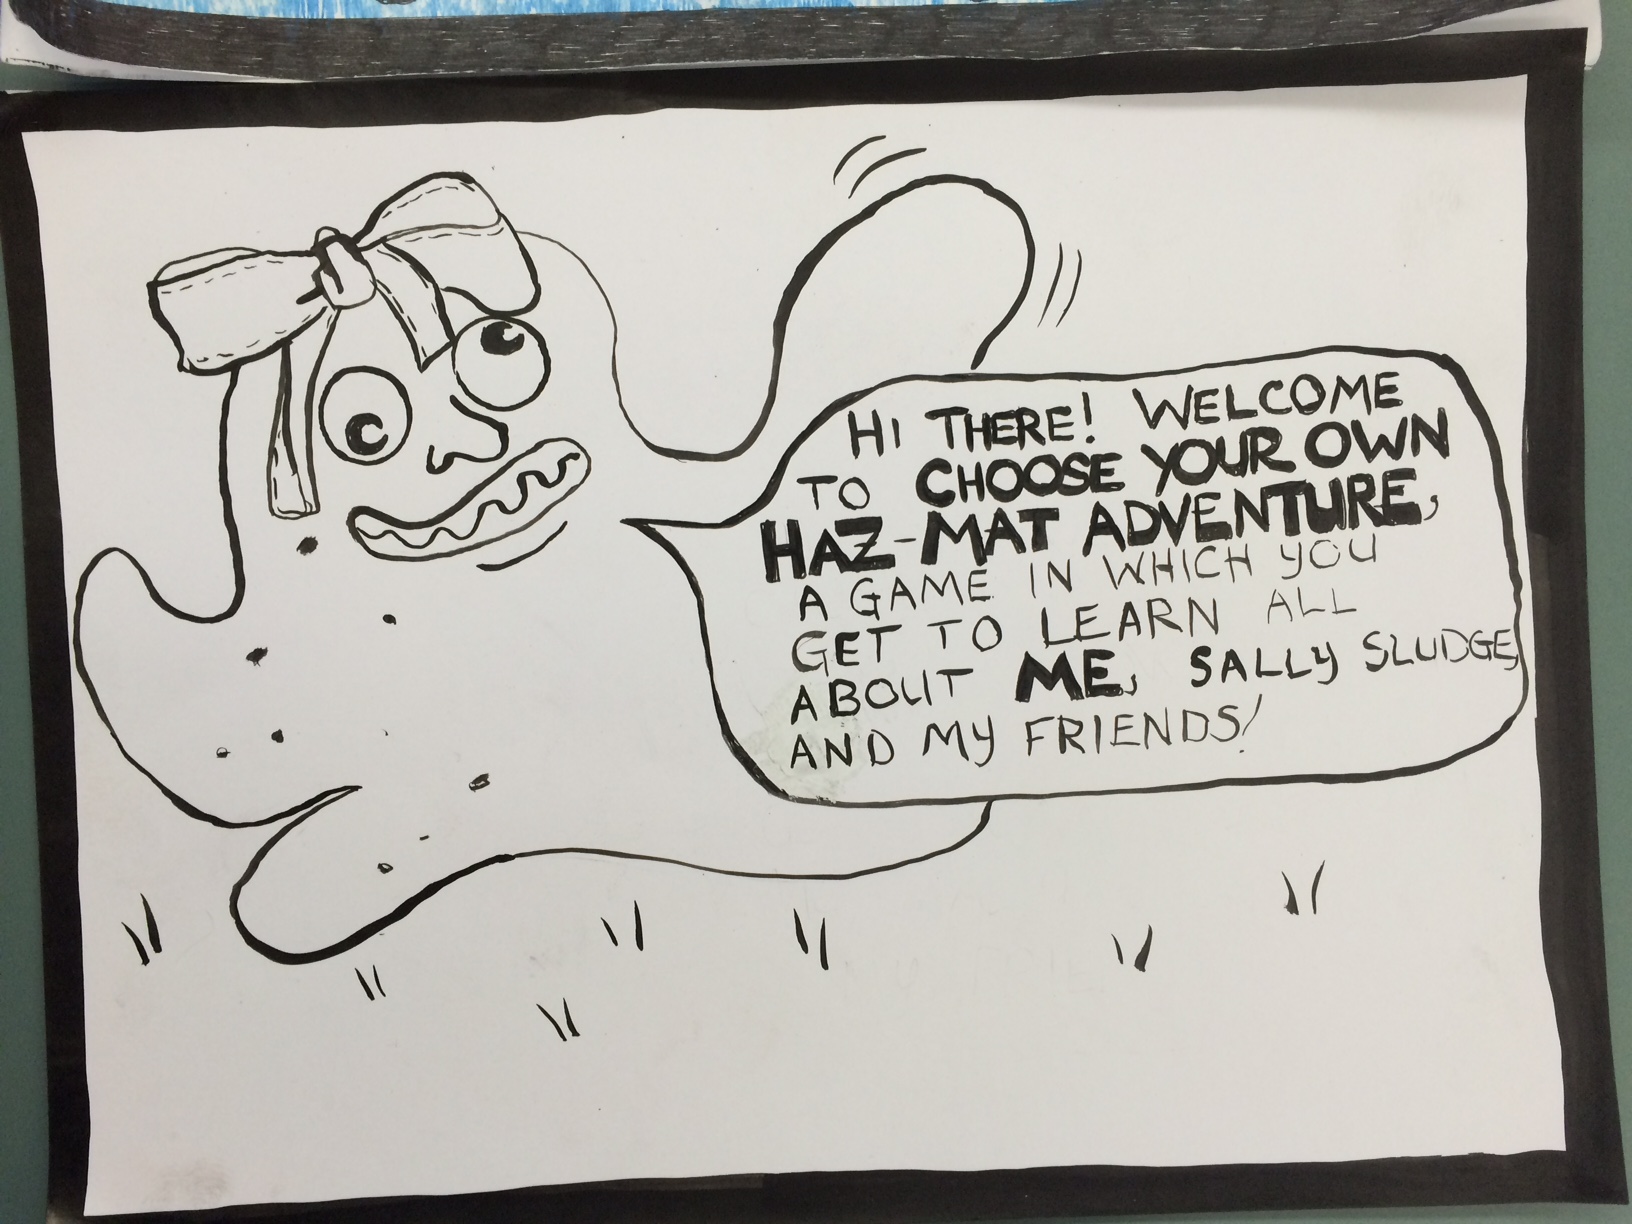 HI THERE! WELCOME
TO CHOOSE YOUR OWN
HAZ-MAT ADVENTURE,
A GAME IN WHICH YOU
GET TO LEARN ALL
ABOUT ME, SALLY SLUDGE,
AND MY FRIENDS!